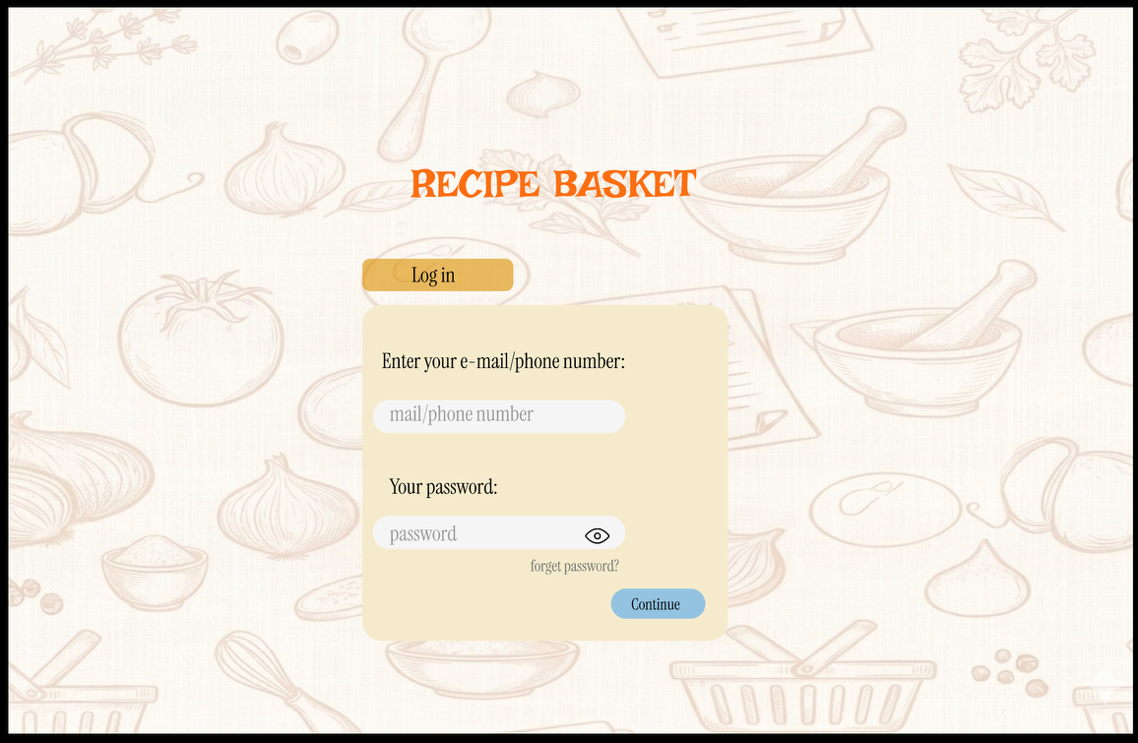 RECIPE BASKET
Log in
Enter your e-mail/phone number:
mail/phone number
Your password:
password
forget password?
Continue